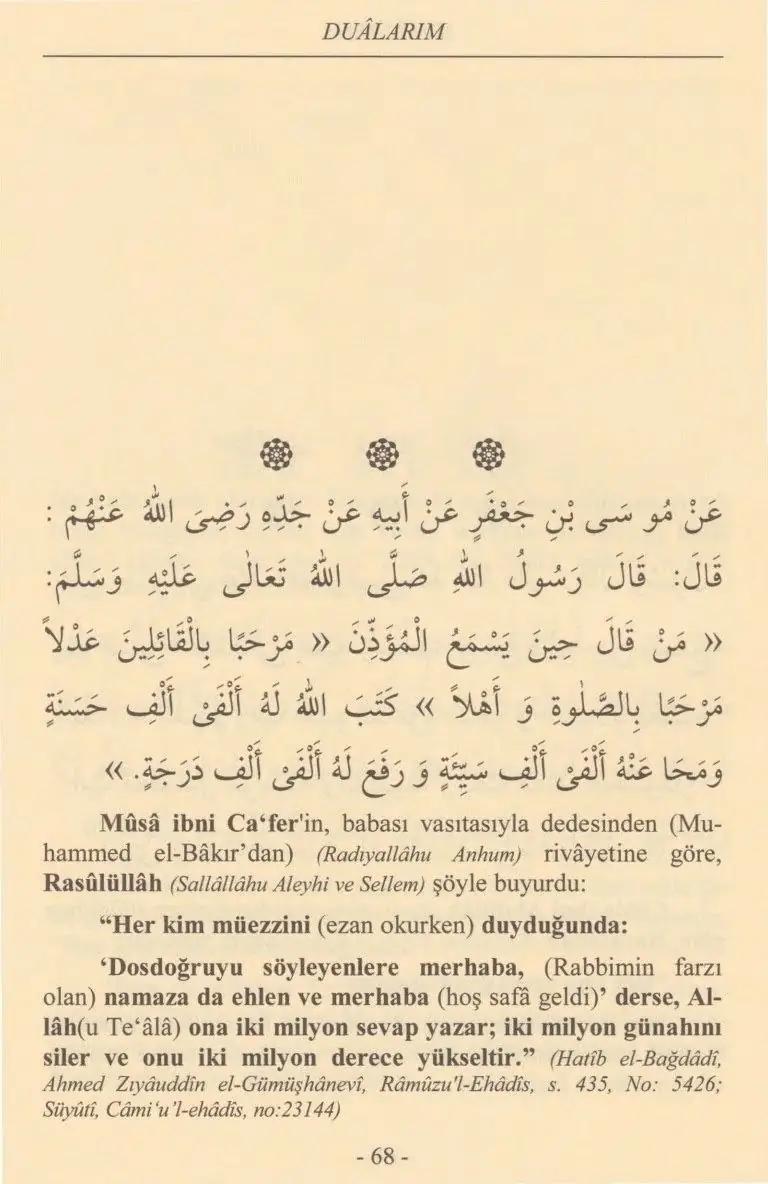 DUÂLARIM
عَنْ مُو سَى بْنِ جَعْفَرٍ عَنْ أَبِيهِ عَنْ جَدِّهِ رَضِىَ اللهُ عَنْهُمْ :
قَالَ: قَالَ رَسُولُ اللهِ صَلَّى اللهُ تَعَالٰى عَلَيْهِ وَسَلَّمَ:
« مَنْ قَالَ حِينَ يَسْمَعُ الْمُؤَذِّنَ « مَرْحَبًا بِالْقَائِلِينَ عَدْلاً
مَرْحَبًا بِالصَّلٰوةِ وَ أَهْلاً » كَتَبَ اللهُ لَهُ أَلْفَىْ أَلْفِ حَسَنَةٍ
وَمَحَا عَنْهُ أَلْفَىْ أَلْفِ سَيِّئَةٍ وَ رَفَعَ لَهُ أَلْفَىْ أَلْفِ دَرَجَةٍ. »
Mûsâ ibni Ca‘fer'in, babası vasıtasıyla dedesinden (Mu-
hammed el-Bâkır’dan) (Radıyallâhu Anhum) rivâyetine göre,
Rasûlüllâh (Sallâllâhu Aleyhi ve Sellem) şöyle buyurdu:
“Her kim müezzini (ezan okurken) duyduğunda:
‘Dosdoğruyu söyleyenlere merhaba, (Rabbimin farzı
olan) namaza da ehlen ve merhaba (hoş safâ geldi)’ derse, Al-
lâh(u Te‘âlâ) ona iki milyon sevap yazar; iki milyon günahını
siler ve onu iki milyon derece yükseltir.” (Hatîb el-Bağdâdî,
Ahmed Zıyâuddîn el-Gümüşhânevî, Râmûzu'l-Ehâdîs, s. 435, No: 5426;
Süyûtî, Câmi‘u’l-ehâdîs, no:23144)
- 68 -